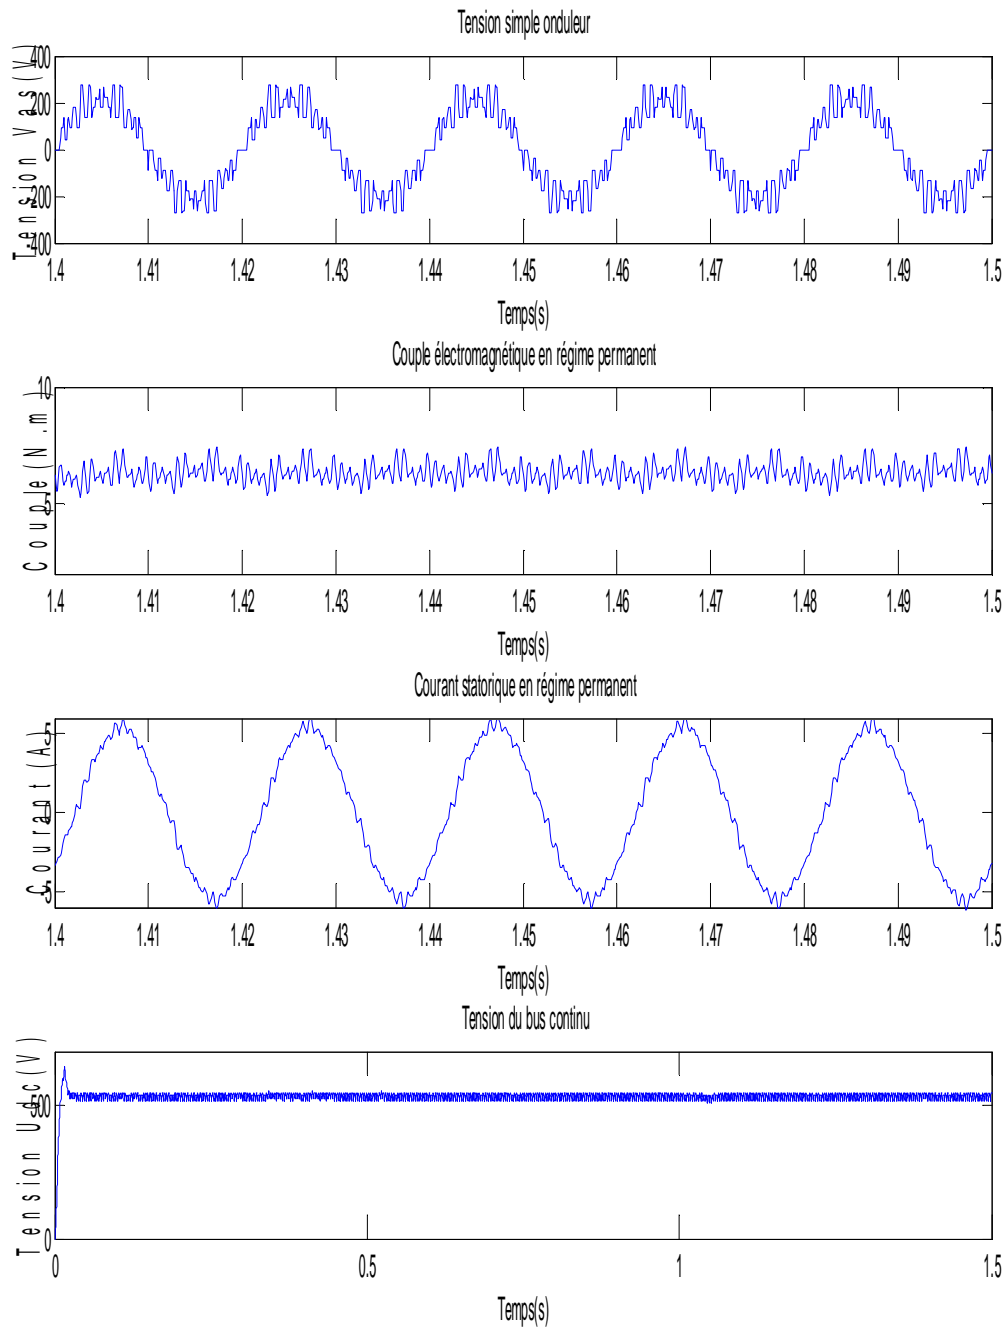 Tension simple onduleur
Tension Vas(V)
400
200
0
-200
-400
1.4 1.41 1.42 1.43 1.44 1.45 1.46 1.47 1.48 1.49 1.5
Temps(s)
Couple électromagnétique en régime permanent
Couple(N.m)
10
5
1.4 1.41 1.42 1.43 1.44 1.45 1.46 1.47 1.48 1.49 1.5
Temps(s)
Courant statorique en régime permanent
Courant(A)
5
0
-5
1.4 1.41 1.42 1.43 1.44 1.45 1.46 1.47 1.48 1.49 1.5
Temps(s)
Tension du bus continu
Tension Udc(V)
500
0
0 0.5 1 1.5
Temps(s)